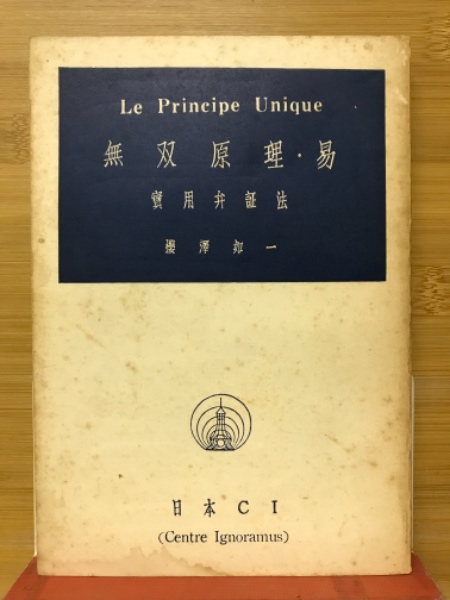 Le Principe Unique
無双原理・易
實用弁証法
櫻澤如一
日本CI
(Centre Ignoramus)